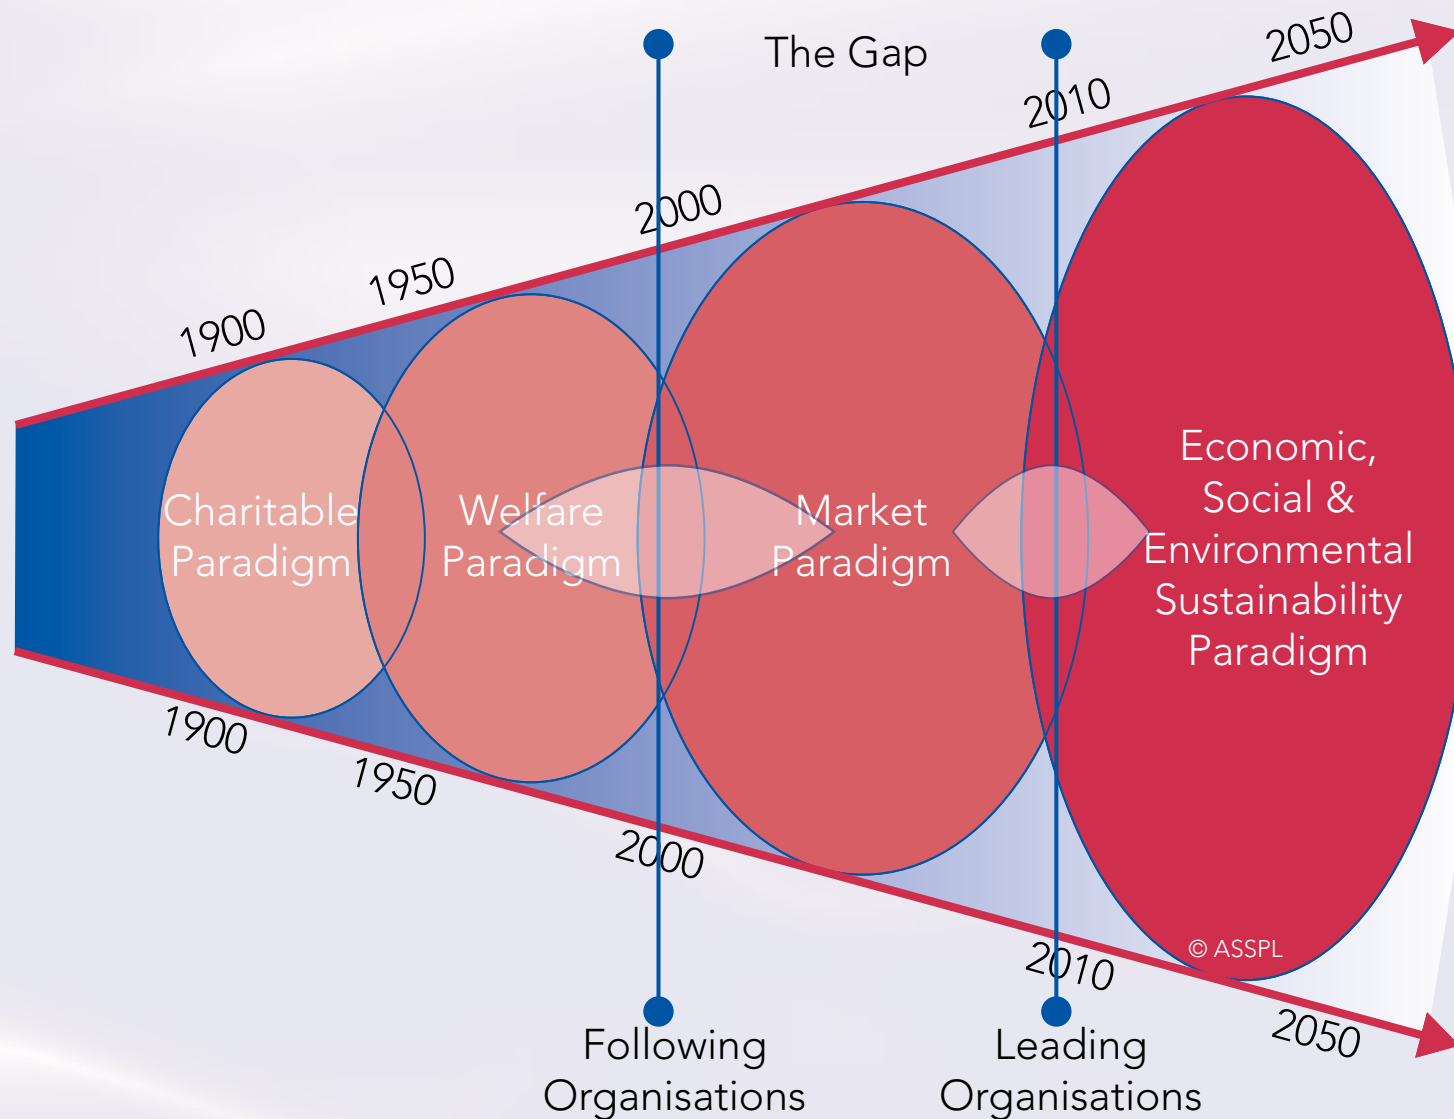 The Gap
2050
2010
2000
1950
1900
Charitable
Paradigm
Welfare
Paradigm
Market
Paradigm
Economic,
Social &
Environmental
Sustainability
Paradigm
1900
1950
2000
2010
2050
© ASSPL
Following
Organisations
Leading
Organisations